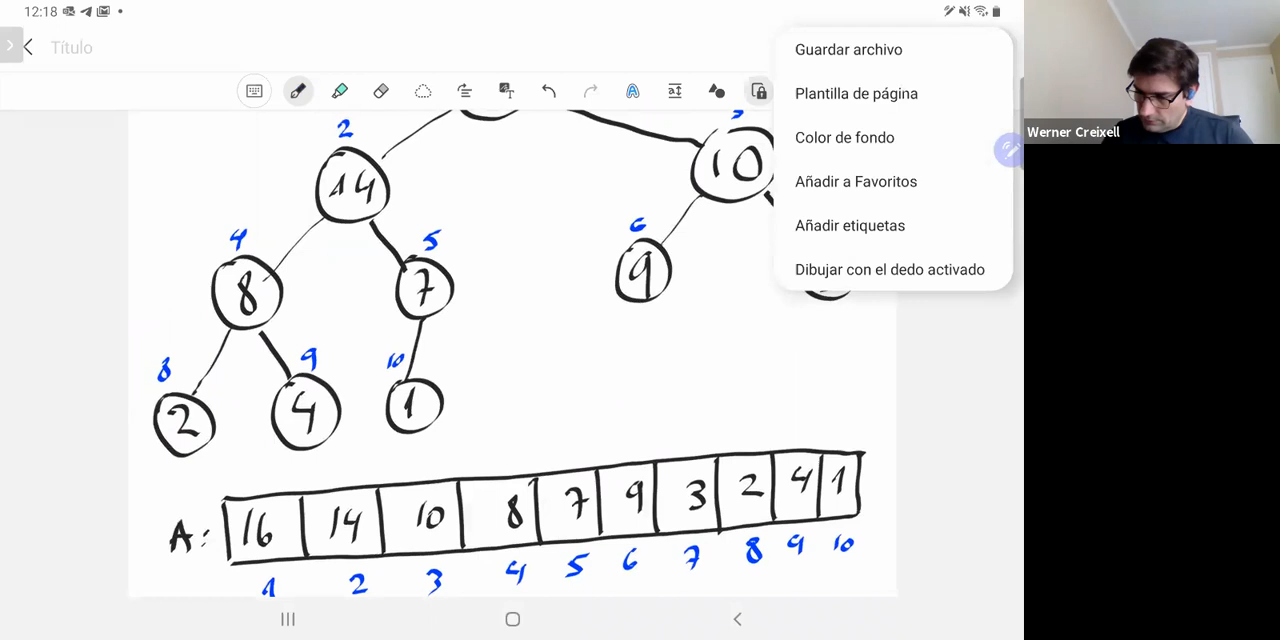 12:18
Título
Guardar archivo
Plantilla de página
Color de fondo
Añadir a Favoritos
Añadir etiquetas
Dibujar con el dedo activado
Werner Creixell
2
14
10
4
5
6
8
7
9
8
9
10
2
4
1
A: 16 14 10 8 7 9 3 2 4 1
1 2 3 4 5 6 7 8 9 10